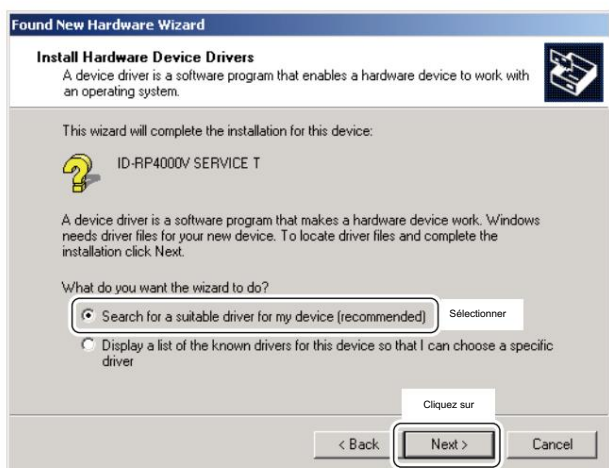 Found New Hardware Wizard
Install Hardware Device Drivers
A device driver is a software program that enables a hardware device to work with
an operating system.
This wizard will complete the installation for this device:
ID-RP4000V SERVICE T
A device driver is a software program that makes a hardware device work. Windows
needs driver files for your new device. To locate driver files and complete the
installation click Next.
What do you want the wizard to do?
Search for a suitable driver for my device (recommended)
Sélectionner
Display a list of the known drivers for this device so that I can choose a specific
driver
Cliquez sur
< Back
Next >
Cancel